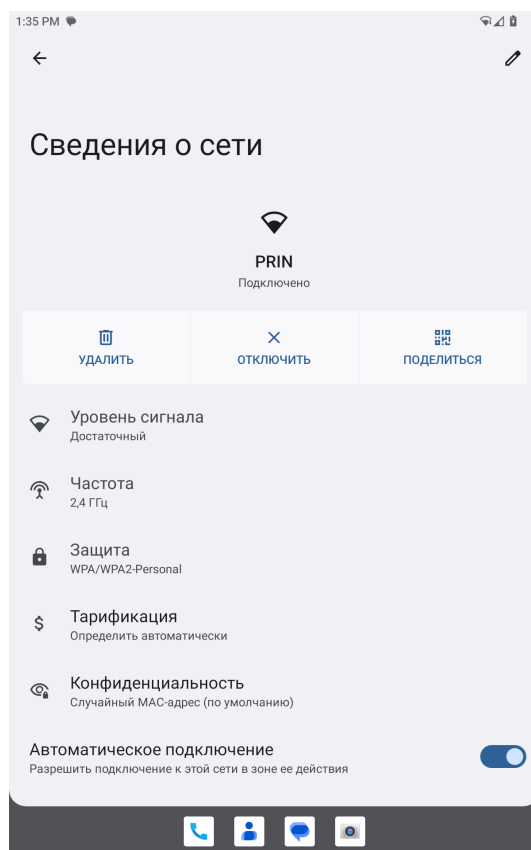 1:35 PM
Сведения о сети
PRIN
Подключено
УДАЛИТЬ
ОТКЛЮЧИТЬ
ПОДЕЛИТЬСЯ
Уровень сигнала
Достаточный
Частота
2,4 ГГц
Защита
WPA/WPA2-Personal
Тарификация
Определить автоматически
Конфиденциальность
Случайный MAC-адрес (по умолчанию)
Автоматическое подключение
Разрешить подключение к этой сети в зоне ее действия